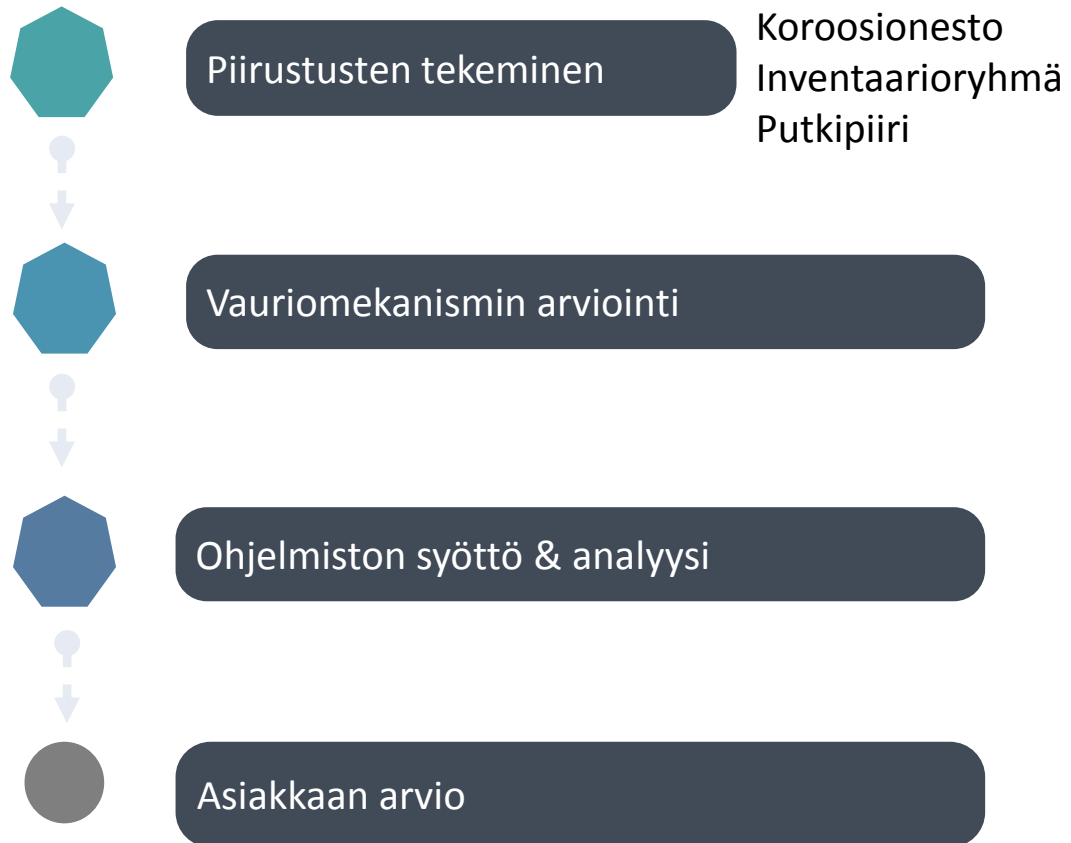 Piirustusten tekeminen
Koroosionesto
Inventaarioryhmä
Putkipiiri
Vauriomekanismin arviointi
Ohjelmiston syöttö & analyysi
Asiakkaan arvio